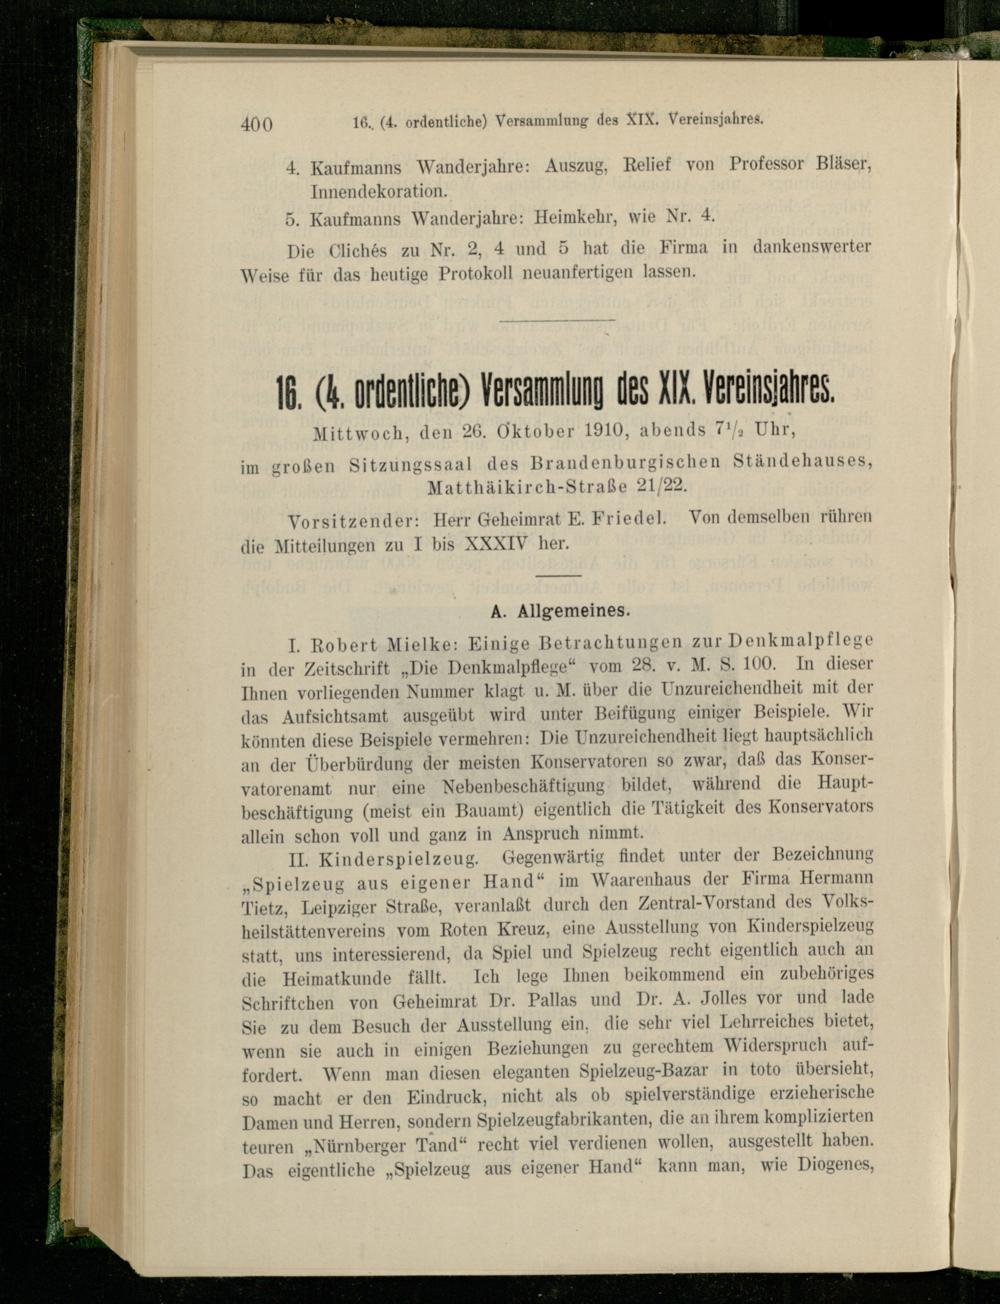 400 16. (4. ordentliche) Versammlung des XIX. Vereinsjahres.
4. Kaufmanns Wanderjahre: Auszug, Relief von Professor Bläser,
Innendekoration.
5. Kaufmanns Wanderjahre: Heimkehr, wie Nr. 4.
Die Clichés zu Nr. 2, 4 und 5 hat die Firma in dankenswerter
Weise für das heutige Protokoll neuanfertigen lassen.
16. (4. ordentliche) Versammlung des XIX. Vereinsjahres.
Mittwoch, den 26. Oktober 1910, abends 7½ Uhr,
im großen Sitzungssaal des Brandenburgischen Ständehauses,
Matthäikirch-Straße 21/22.
Vorsitzender: Herr Geheimrat E. Friedel. Von demselben rühren
die Mitteilungen zu I bis XXXIV her.
A. Allgemeines.
I. Robert Mielke: Einige Betrachtungen zur Denkmalpflege
in der Zeitschrift „Die Denkmalpflege“ vom 28. v. M. S. 100. In dieser
Ihnen vorliegenden Nummer klagt u. M. über die Unzureichendheit mit der
das Aufsichtsamt ausgeübt wird unter Beifügung einiger Beispiele. Wir
könnten diese Beispiele vermehren: Die Unzureichendheit liegt hauptsächlich
an der Überbürdung der meisten Konservatoren so zwar, daß das Konser-
vatorenamt nur eine Nebenbeschäftigung bildet, während die Haupt-
beschäftigung (meist ein Bauamt) eigentlich die Tätigkeit des Konservators
allein schon voll und ganz in Anspruch nimmt.
II. Kinderspielzeug. Gegenwärtig findet unter der Bezeichnung
„Spielzeug aus eigener Hand“ im Waarenhaus der Firma Hermann
Tietz, Leipziger Straße, veranlaßt durch den Zentral-Vorstand des Volks-
heilstättenvereins vom Roten Kreuz, eine Ausstellung von Kinderspielzeug
statt, uns interessierend, da Spiel und Spielzeug recht eigentlich auch an
die Heimatkunde fällt. Ich lege Ihnen beikommend ein zubehöriges
Schriftchen von Geheimrat Dr. Pallas und Dr. A. Jolles vor und lade
Sie zu dem Besuch der Ausstellung ein, die sehr viel Lehrreiches bietet,
wenn sie auch in einigen Beziehungen zu gerechtem Widerspruch auf-
fordert. Wenn man diesen eleganten Spielzeug-Bazar in toto übersieht,
so macht er den Eindruck, nicht als ob spielverständige erzieherische
Damen und Herren, sondern Spielzeugfabrikanten, die an ihrem komplizierten
teuren „Nürnberger Tand“ recht viel verdienen wollen, ausgestellt haben.
Das eigentliche „Spielzeug aus eigener Hand“ kann man, wie Diogenes,